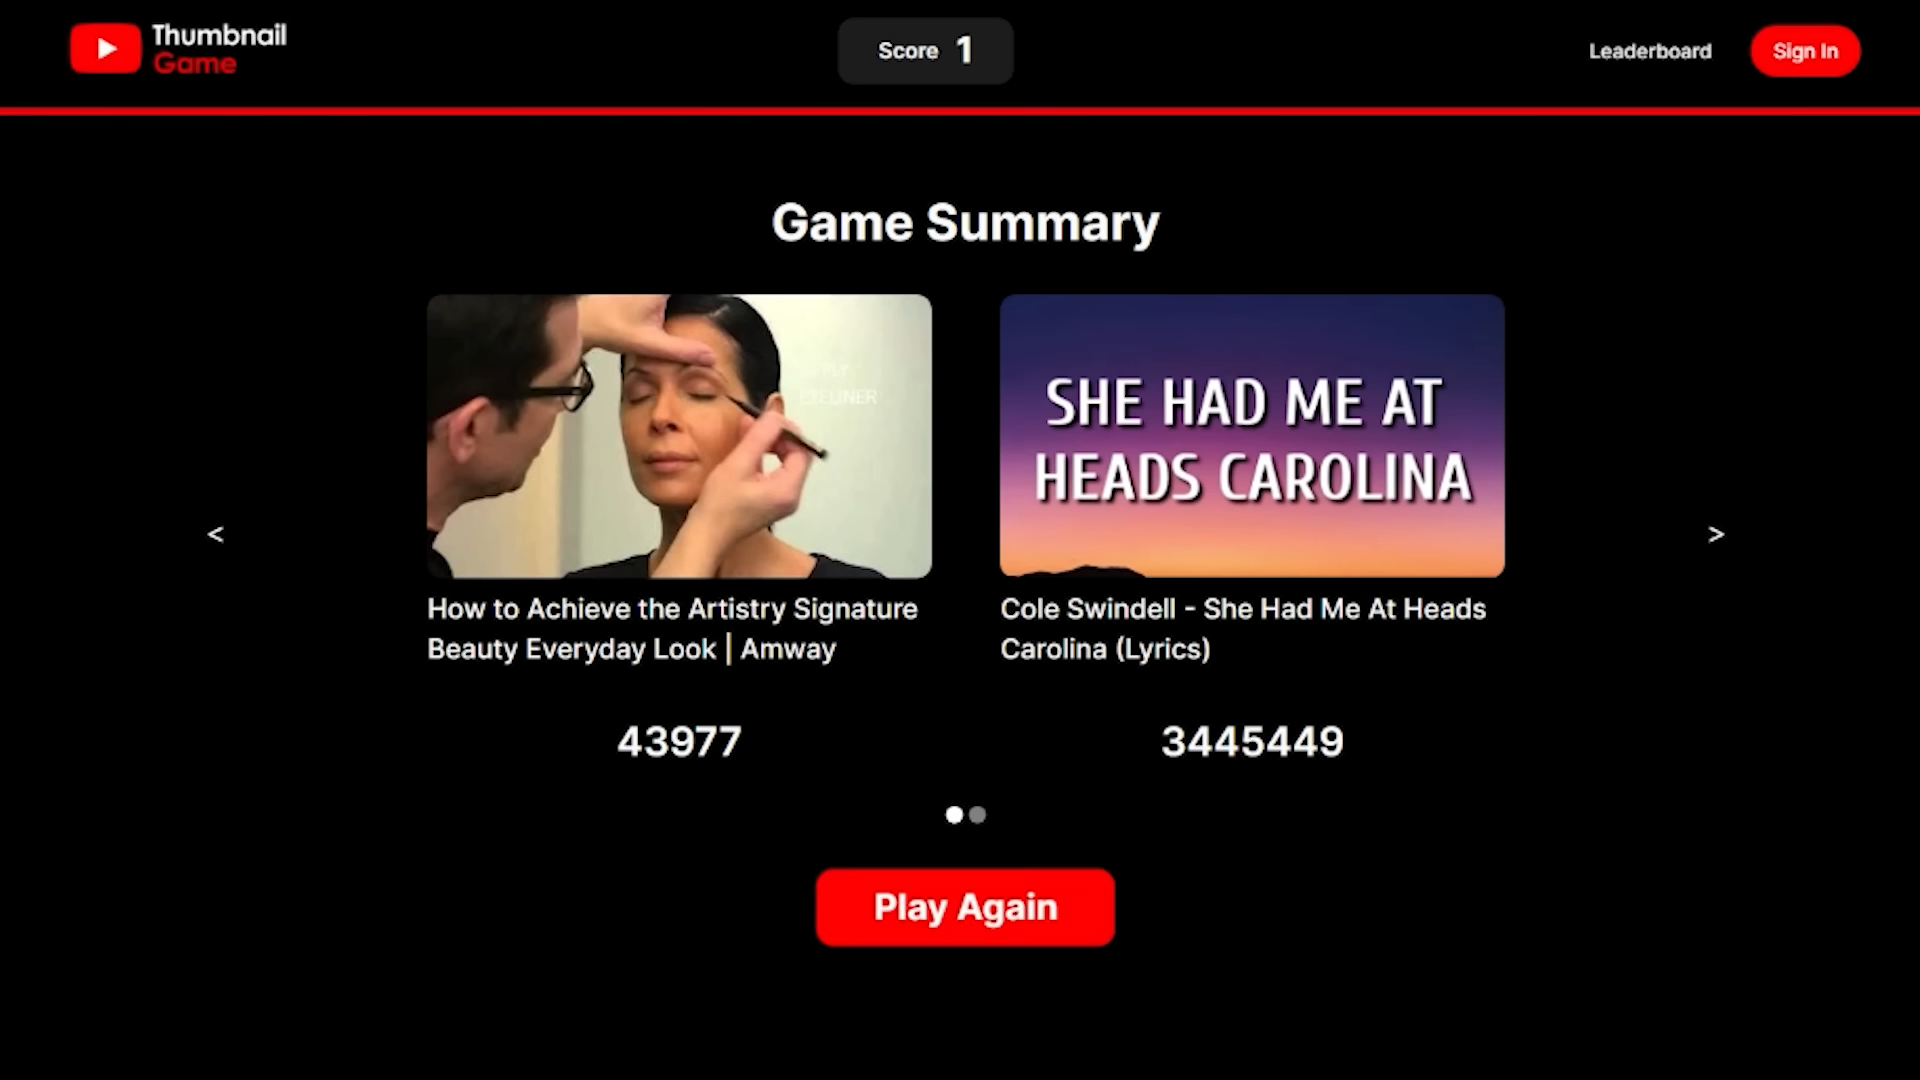 Thumbnail
Game
Score 1
Leaderboard
Sign In
Game Summary
EYELINER
SHE HAD ME AT
HEADS CAROLINA
How to Achieve the Artistry Signature
Beauty Everyday Look | Amway
Cole Swindell - She Had Me At Heads
Carolina (Lyrics)
<
>
43977
3445449
Play Again